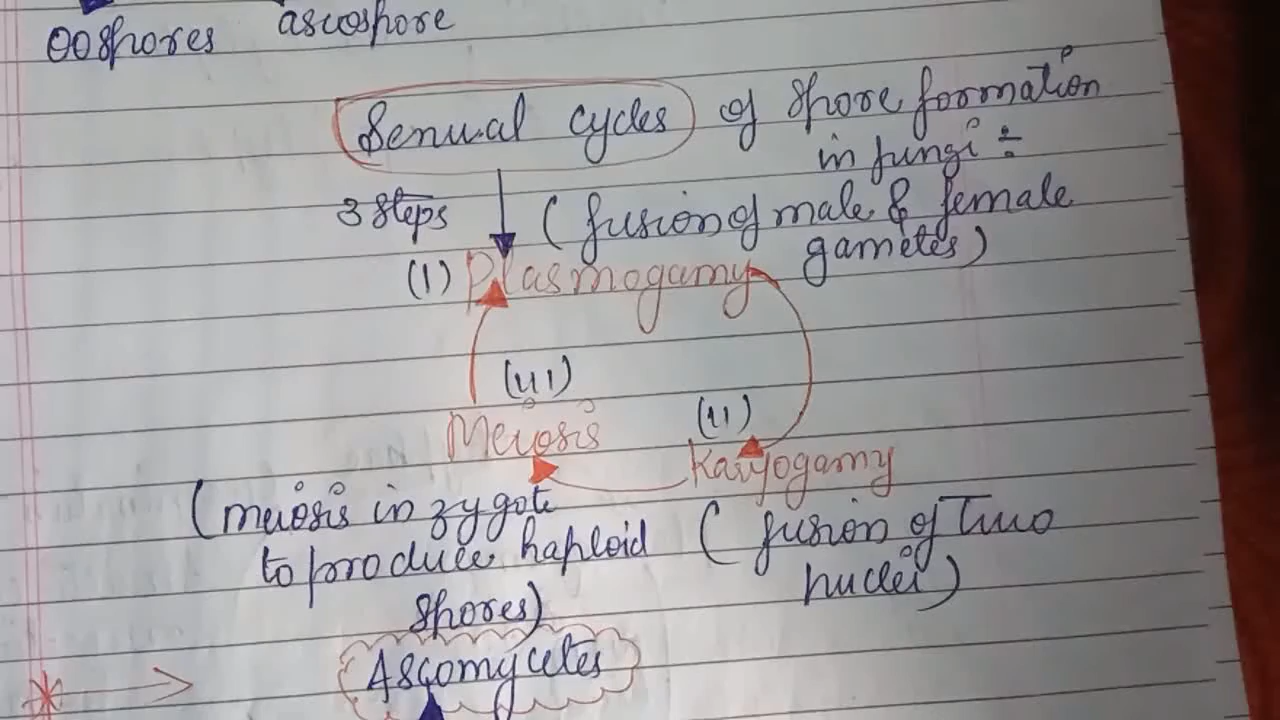 oospores ascospore
Sexual cycles of spore formation
in fungi :-
3 steps (fusion of male & female
gametes)
(I) Plasmogamy
(III)
(II)
Meiosis
Karyogamy
(meiosis in zygote
to produce haploid (fusion of two
spores) nuclei)
Ascomycetes